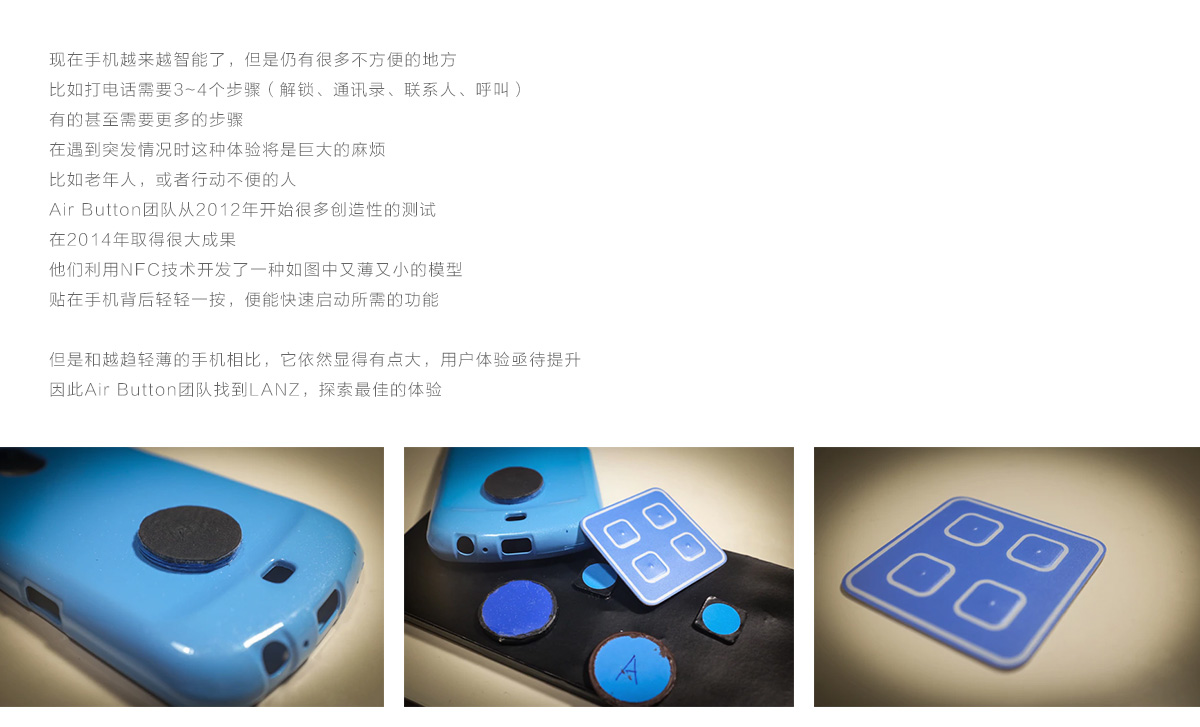 现在手机越来越智能了，但是仍有很多不方便的地方
比如打电话需要3~4个步骤（解锁、通讯录、联系人、呼叫）
有的甚至需要更多的步骤
在遇到突发情况时这种体验将是巨大的麻烦
比如老年人，或者行动不便的人
Air Button团队从2012年开始很多创造性的测试
在2014年取得很大成果
他们利用NFC技术开发了一种如图中又薄又小的模型
贴在手机背后轻轻一按，便能快速启动所需的功能
但是和越趋轻薄的手机相比，它依然显得有点大，用户体验亟待提升
因此Air Button团队找到LANZ，探索最佳的体验
A